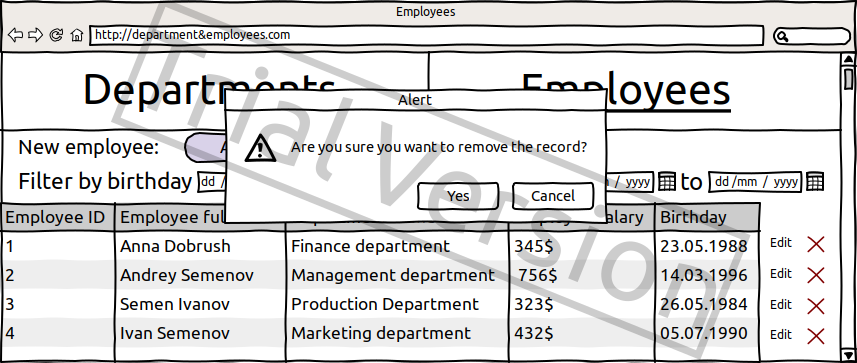 Employees
http://department&employees.com
Departments Employees
Alert
New employee:
Are you sure you want to remove the record?
Filter by birthday dd / yyyy to dd /mm / yyyy
Yes Cancel
Employee ID Employee ful Birthday
1 Anna Dobrush Finance department 345$ 23.05.1988 Edit
2 Andrey Semenov Management department 756$ 14.03.1996 Edit
3 Semen Ivanov Production Department 323$ 26.05.1984 Edit
4 Ivan Semenov Marketing department 432$ 05.07.1990 Edit
Trial Version